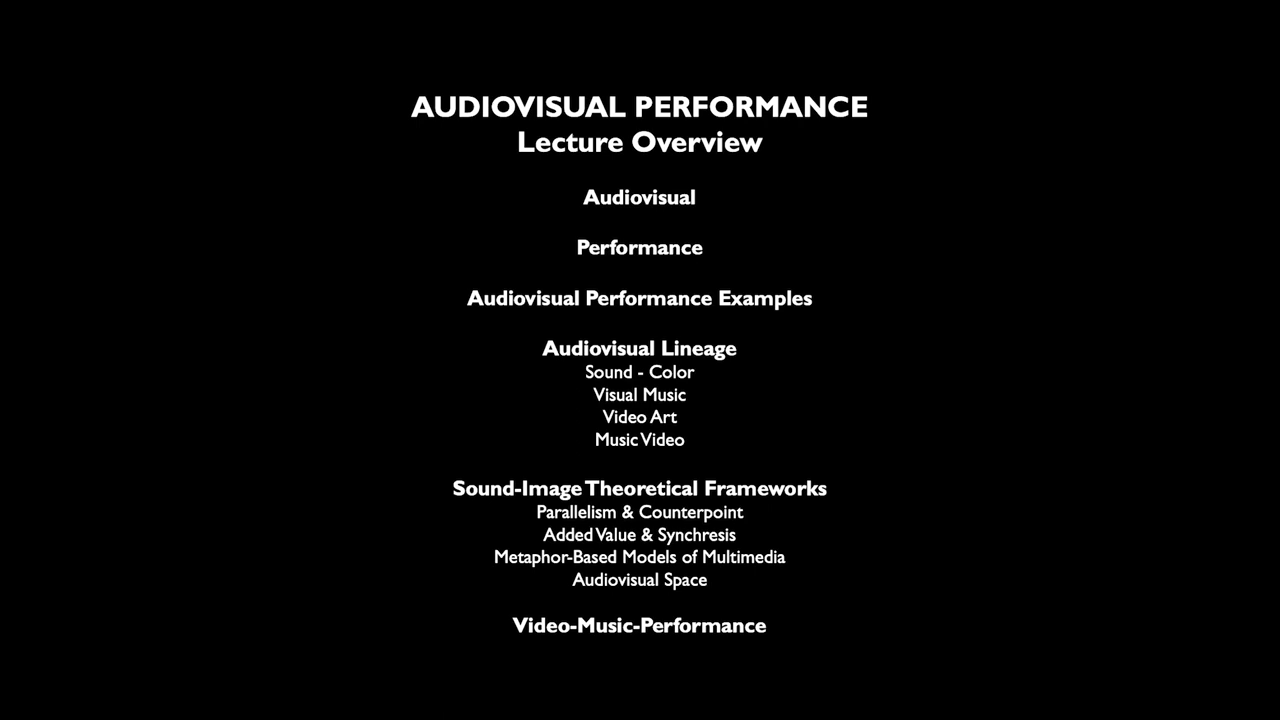 AUDIOVISUAL PERFORMANCE
Lecture Overview
Audiovisual
Performance
Audiovisual Performance Examples
Audiovisual Lineage
Sound - Color
Visual Music
Video Art
Music Video
Sound-Image Theoretical Frameworks
Parallelism & Counterpoint
Added Value & Synchresis
Metaphor-Based Models of Multimedia
Audiovisual Space
Video-Music-Performance